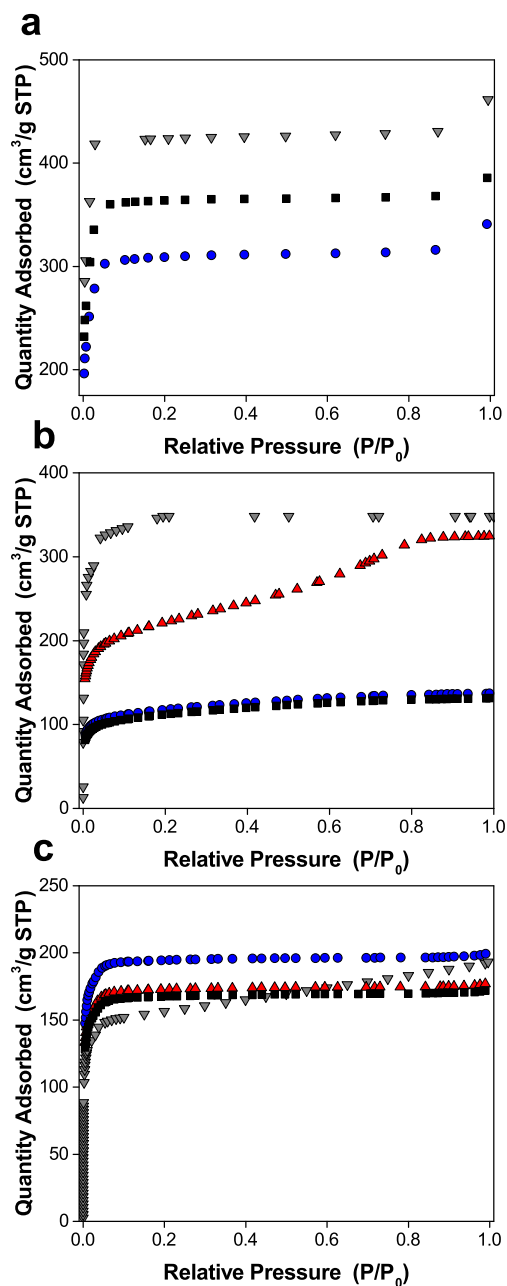 a
500
400
300
200
Quantity Adsorbed (cm³/g STP)
0.0 0.2 0.4 0.6 0.8 1.0
Relative Pressure (P/P₀)
b
400
300
200
100
0
Quantity Adsorbed (cm³/g STP)
0.0 0.2 0.4 0.6 0.8 1.0
Relative Pressure (P/P₀)
c
250
200
150
100
50
0
Quantity Adsorbed (cm³/g STP)
0.0 0.2 0.4 0.6 0.8 1.0
Relative Pressure (P/P₀)